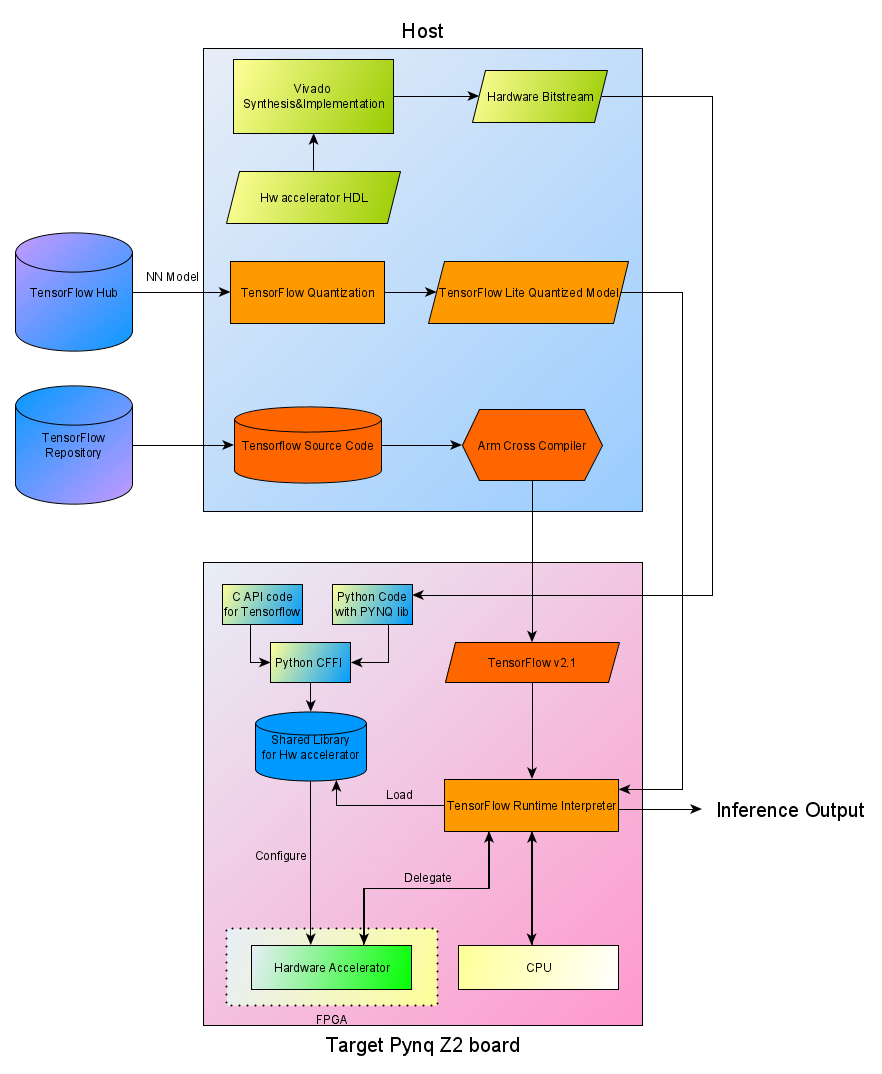 Host
Vivado
Synthesis&Implementation
Hardware Bitstream
Hw accelerator HDL
NN Model
TensorFlow Hub
TensorFlow Quantization
TensorFlow Lite Quantized Model
TensorFlow
Repository
Tensorflow Source Code
Arm Cross Compiler
C API code
for Tensorflow
Python Code
with PYNQ lib
Python CFFI
TensorFlow v2.1
Shared Library
for Hw accelerator
Load
TensorFlow Runtime Interpreter
Inference Output
Configure
Delegate
Hardware Accelerator
CPU
FPGA
Target Pynq Z2 board